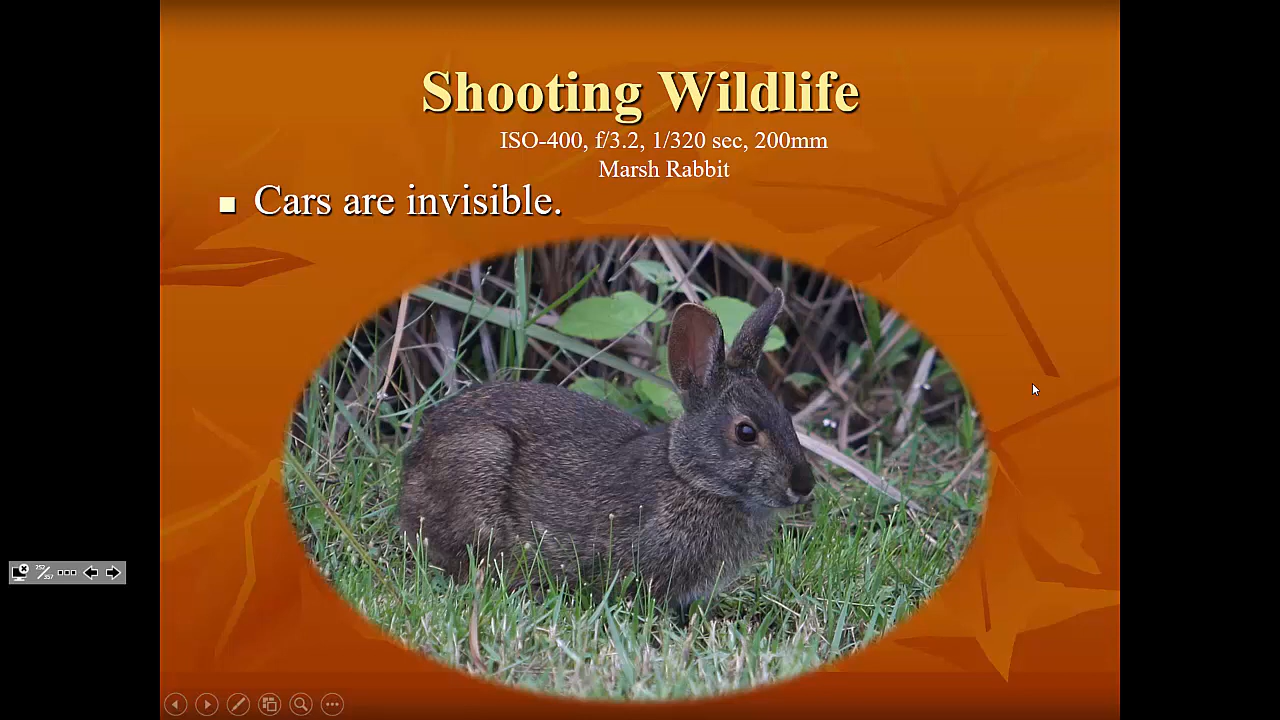 Shooting Wildlife
ISO-400, f/3.2, 1/320 sec, 200mm
Marsh Rabbit
Cars are invisible.